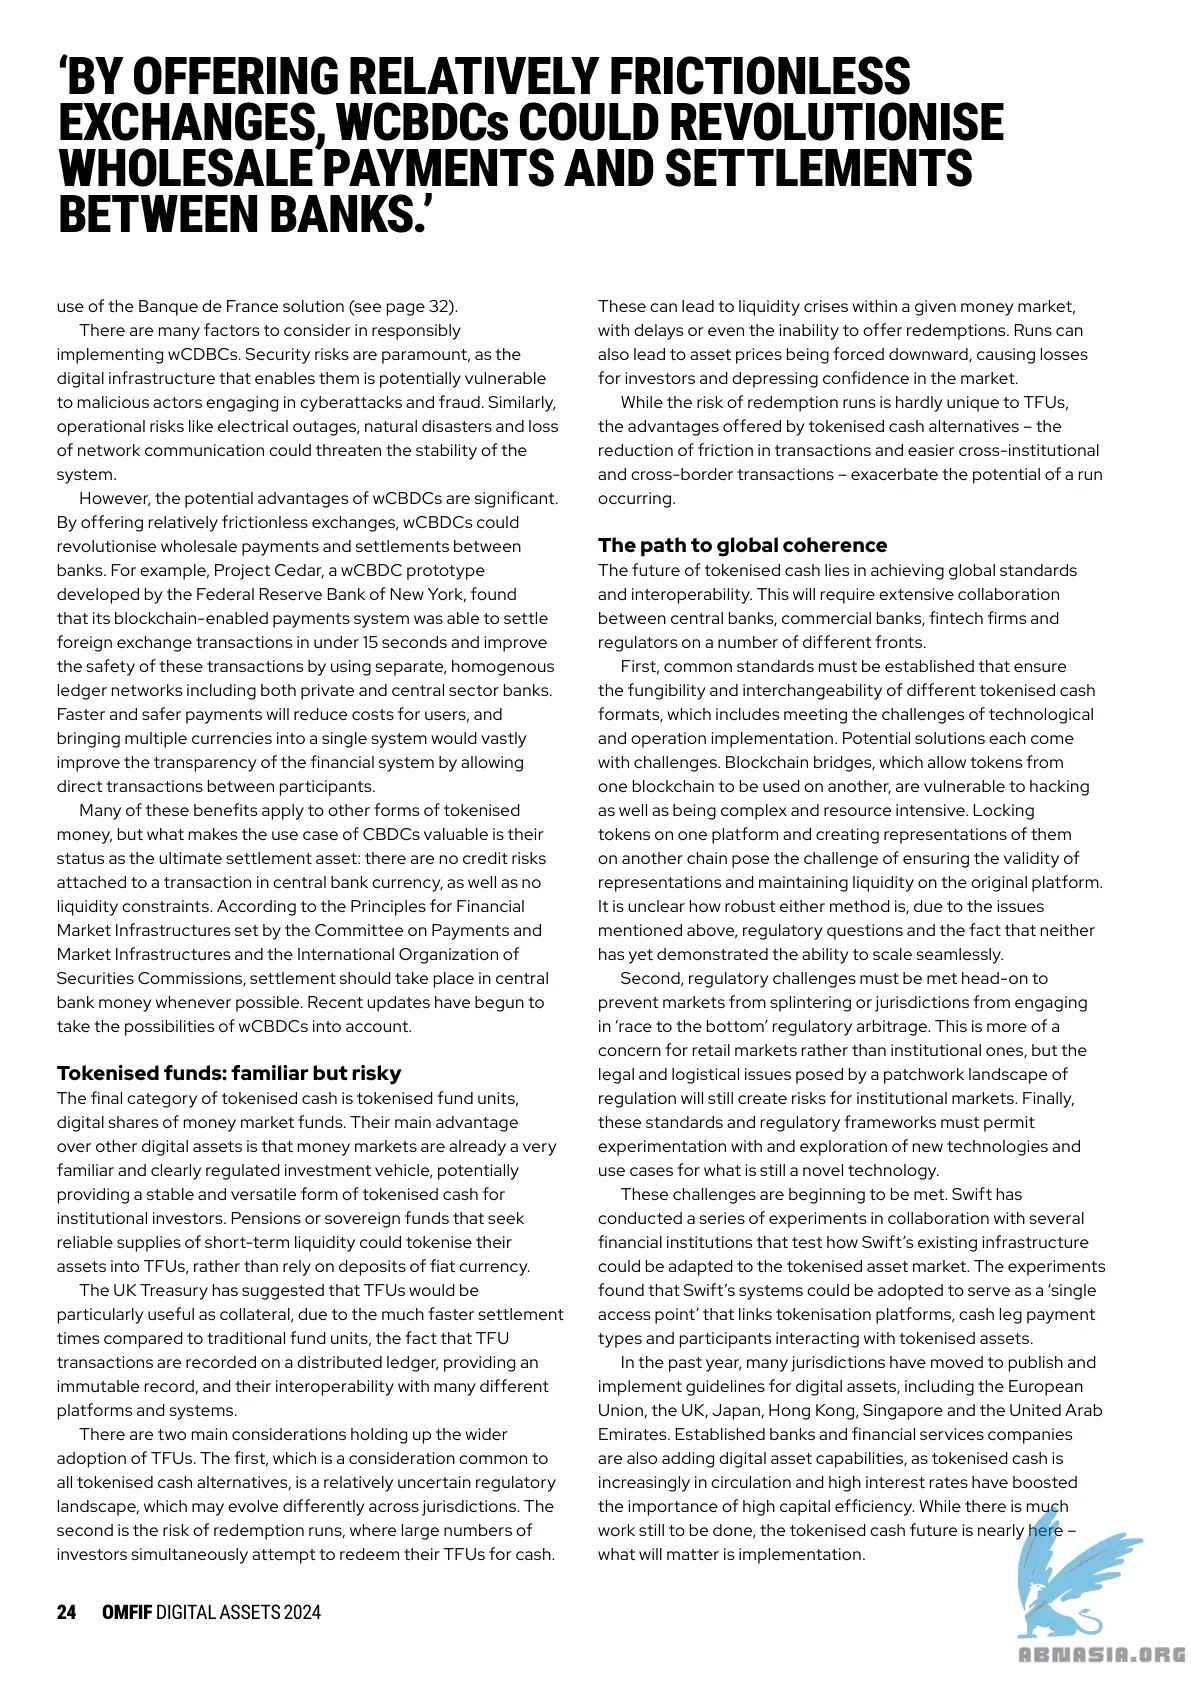 ‘BY OFFERING RELATIVELY FRICTIONLESS
EXCHANGES, WCBDCs COULD REVOLUTIONISE
WHOLESALE PAYMENTS AND SETTLEMENTS
BETWEEN BANKS.’
use of the Banque de France solution (see page 32).
There are many factors to consider in responsibly
implementing wCDBCs. Security risks are paramount, as the
digital infrastructure that enables them is potentially vulnerable
to malicious actors engaging in cyberattacks and fraud. Similarly,
operational risks like electrical outages, natural disasters and loss
of network communication could threaten the stability of the
system.
However, the potential advantages of wCBDCs are significant.
By offering relatively frictionless exchanges, wCBDCs could
revolutionise wholesale payments and settlements between
banks. For example, Project Cedar, a wCBDC prototype
developed by the Federal Reserve Bank of New York, found
that its blockchain-enabled payments system was able to settle
foreign exchange transactions in under 15 seconds and improve
the safety of these transactions by using separate, homogenous
ledger networks including both private and central sector banks.
Faster and safer payments will reduce costs for users, and
bringing multiple currencies into a single system would vastly
improve the transparency of the financial system by allowing
direct transactions between participants.
Many of these benefits apply to other forms of tokenised
money, but what makes the use case of CBDCs valuable is their
status as the ultimate settlement asset: there are no credit risks
attached to a transaction in central bank currency, as well as no
liquidity constraints. According to the Principles for Financial
Market Infrastructures set by the Committee on Payments and
Market Infrastructures and the International Organization of
Securities Commissions, settlement should take place in central
bank money whenever possible. Recent updates have begun to
take the possibilities of wCBDCs into account.
Tokenised funds: familiar but risky
The final category of tokenised cash is tokenised fund units,
digital shares of money market funds. Their main advantage
over other digital assets is that money markets are already a very
familiar and clearly regulated investment vehicle, potentially
providing a stable and versatile form of tokenised cash for
institutional investors. Pensions or sovereign funds that seek
reliable supplies of short-term liquidity could tokenise their
assets into TFUs, rather than rely on deposits of fiat currency.
The UK Treasury has suggested that TFUs would be
particularly useful as collateral, due to the much faster settlement
times compared to traditional fund units, the fact that TFU
transactions are recorded on a distributed ledger, providing an
immutable record, and their interoperability with many different
platforms and systems.
There are two main considerations holding up the wider
adoption of TFUs. The first, which is a consideration common to
all tokenised cash alternatives, is a relatively uncertain regulatory
landscape, which may evolve differently across jurisdictions. The
second is the risk of redemption runs, where large numbers of
investors simultaneously attempt to redeem their TFUs for cash.
These can lead to liquidity crises within a given money market,
with delays or even the inability to offer redemptions. Runs can
also lead to asset prices being forced downward, causing losses
for investors and depressing confidence in the market.
While the risk of redemption runs is hardly unique to TFUs,
the advantages offered by tokenised cash alternatives – the
reduction of friction in transactions and easier cross-institutional
and cross-border transactions – exacerbate the potential of a run
occurring.
The path to global coherence
The future of tokenised cash lies in achieving global standards
and interoperability. This will require extensive collaboration
between central banks, commercial banks, fintech firms and
regulators on a number of different fronts.
First, common standards must be established that ensure
the fungibility and interchangeability of different tokenised cash
formats, which includes meeting the challenges of technological
and operation implementation. Potential solutions each come
with challenges. Blockchain bridges, which allow tokens from
one blockchain to be used on another, are vulnerable to hacking
as well as being complex and resource intensive. Locking
tokens on one platform and creating representations of them
on another chain pose the challenge of ensuring the validity of
representations and maintaining liquidity on the original platform.
It is unclear how robust either method is, due to the issues
mentioned above, regulatory questions and the fact that neither
has yet demonstrated the ability to scale seamlessly.
Second, regulatory challenges must be met head-on to
prevent markets from splintering or jurisdictions from engaging
in ‘race to the bottom’ regulatory arbitrage. This is more of a
concern for retail markets rather than institutional ones, but the
legal and logistical issues posed by a patchwork landscape of
regulation will still create risks for institutional markets. Finally,
these standards and regulatory frameworks must permit
experimentation with and exploration of new technologies and
use cases for what is still a novel technology.
These challenges are beginning to be met. Swift has
conducted a series of experiments in collaboration with several
financial institutions that test how Swift’s existing infrastructure
could be adapted to the tokenised asset market. The experiments
found that Swift’s systems could be adopted to serve as a ‘single
access point’ that links tokenisation platforms, cash leg payment
types and participants interacting with tokenised assets.
In the past year, many jurisdictions have moved to publish and
implement guidelines for digital assets, including the European
Union, the UK, Japan, Hong Kong, Singapore and the United Arab
Emirates. Established banks and financial services companies
are also adding digital asset capabilities, as tokenised cash is
increasingly in circulation and high interest rates have boosted
the importance of high capital efficiency. While there is much
work still to be done, the tokenised cash future is nearly here –
what will matter is implementation.
24 OMFIF DIGITAL ASSETS 2024
ABNASIA.ORG